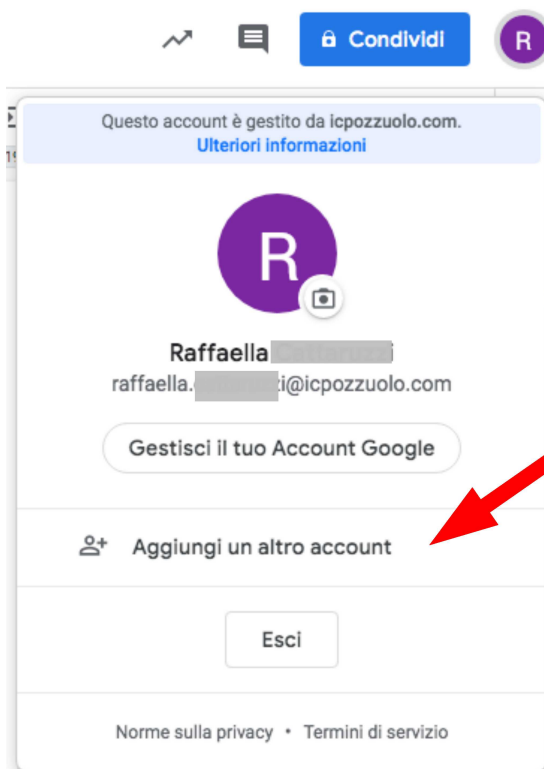 Condividi
R
Questo account è gestito da icpozzuolo.com.
Ulteriori informazioni
R
Raffaella
raffaella. i@icpozzuolo.com
Gestisci il tuo Account Google
Aggiungi un altro account
Esci
Norme sulla privacy • Termini di servizio